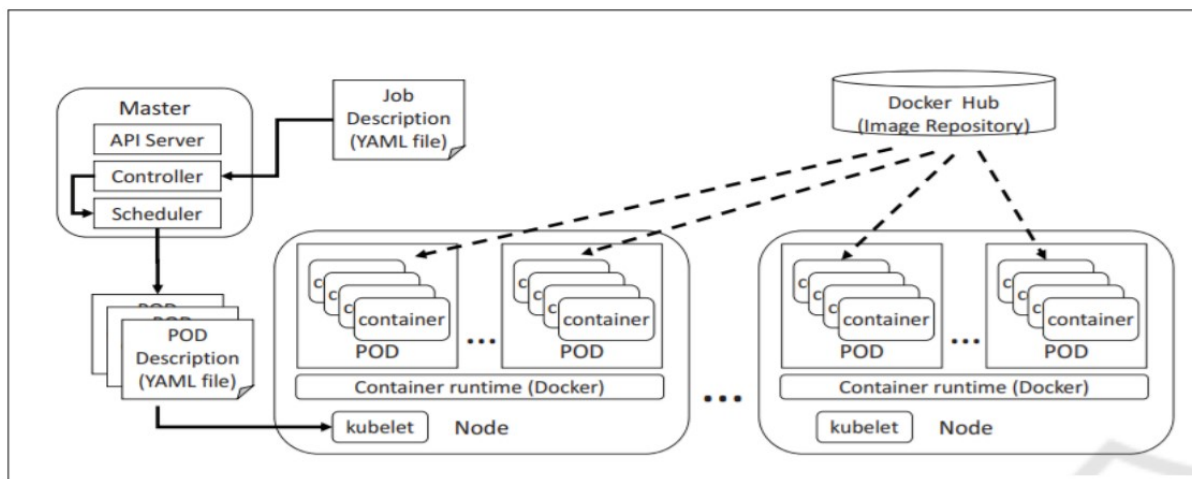 Master
API Server
Controller
Scheduler
Job
Description
(YAML file)
Docker Hub
(Image Repository)
POD
Description
(YAML file)
container
POD
...
container
POD
Container runtime (Docker)
kubelet
Node
...
container
POD
...
container
POD
Container runtime (Docker)
kubelet
Node